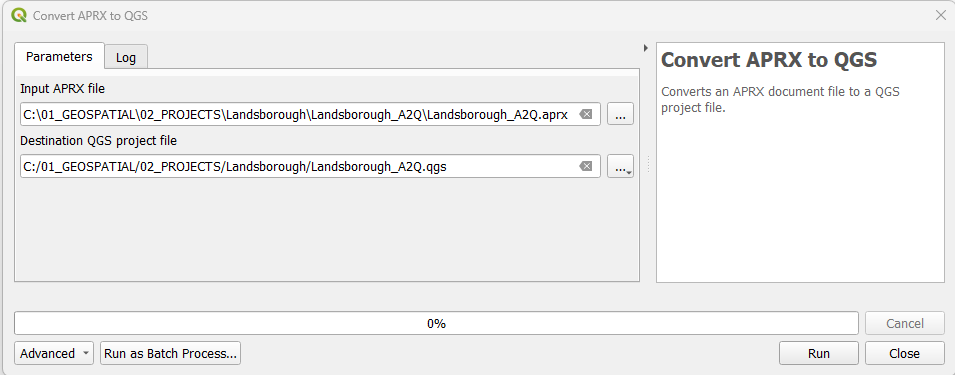 Convert APRX to QGS
Parameters
Log
Input APRX file
C:\01_GEOSPATIAL\02_PROJECTS\Landsborough\Landsborough_A2Q\Landsborough_A2Q.aprx
...
Destination QGS project file
C:/01_GEOSPATIAL/02_PROJECTS/Landsborough/Landsborough_A2Q.qgs
...
Convert APRX to QGS
Converts an APRX document file to a QGS
project file.
0%
Cancel
Advanced
Run as Batch Process...
Run
Close